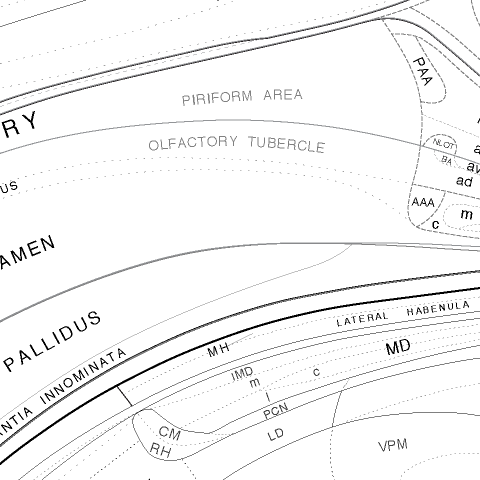 PAA
PIRIFORM AREA
RY
OLFACTORY TUBERCLE
NLOT
BA
av
ad
US
AAA
m
c
AMEN
LATERAL HABENULA
PALLIDUS
MH
MD
NTIA INNOMINATA
IMD
m
c
l
PCN
CM
LD
RH
VPM